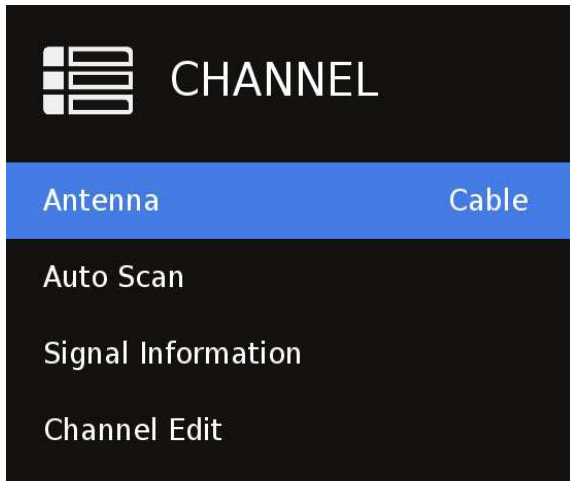 CHANNEL
Antenna Cable
Auto Scan
Signal Information
Channel Edit